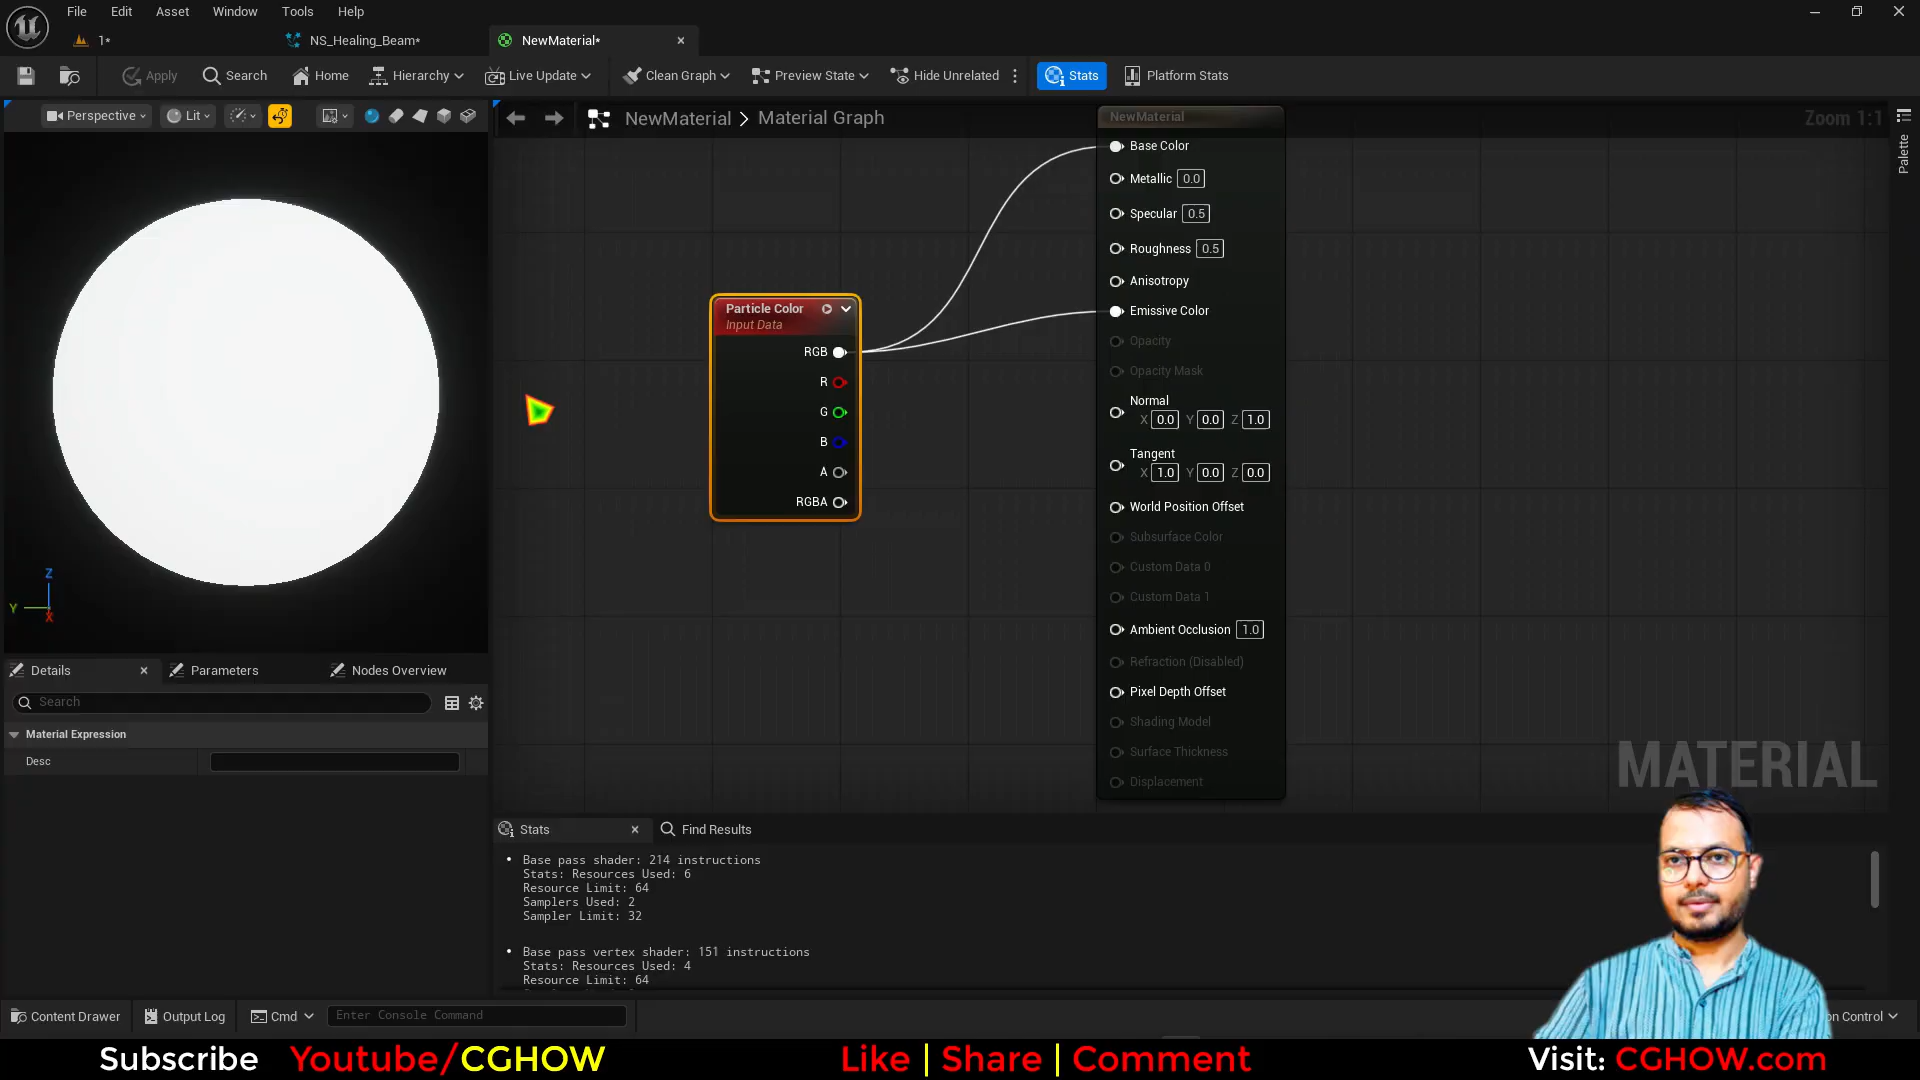 File Edit Asset Window Tools Help
1* NS_Healing_Beam* NewMaterial*
Apply Search Home Hierarchy Live Update Clean Graph Preview State Hide Unrelated Stats Platform Stats
Perspective Lit NewMaterial > Material Graph Zoom 1:1
Palette
NewMaterial
Base Color
Metallic 0.0
Specular 0.5
Roughness 0.5
Anisotropy
Emissive Color
Opacity
Opacity Mask
Normal
X 0.0 Y 0.0 Z 1.0
Tangent
X 1.0 Y 0.0 Z 0.0
World Position Offset
Subsurface Color
Custom Data 0
Custom Data 1
Ambient Occlusion 1.0
Refraction (Disabled)
Pixel Depth Offset
Shading Model
Surface Thickness
Displacement
Particle Color
Input Data
RGB
R
G
B
A
RGBA
Z
Y
X
MATERIAL
Details Parameters Nodes Overview
Search
Material Expression
Desc
Stats Find Results
• Base pass shader: 214 instructions
Stats: Resources Used: 6
Resource Limit: 64
Samplers Used: 2
Sampler Limit: 32
• Base pass vertex shader: 151 instructions
Stats: Resources Used: 4
Resource Limit: 64
Content Drawer Output Log Cmd Enter Console Command on Control
Subscribe Youtube/CGHOW Like | Share | Comment Visit: CGHOW.com